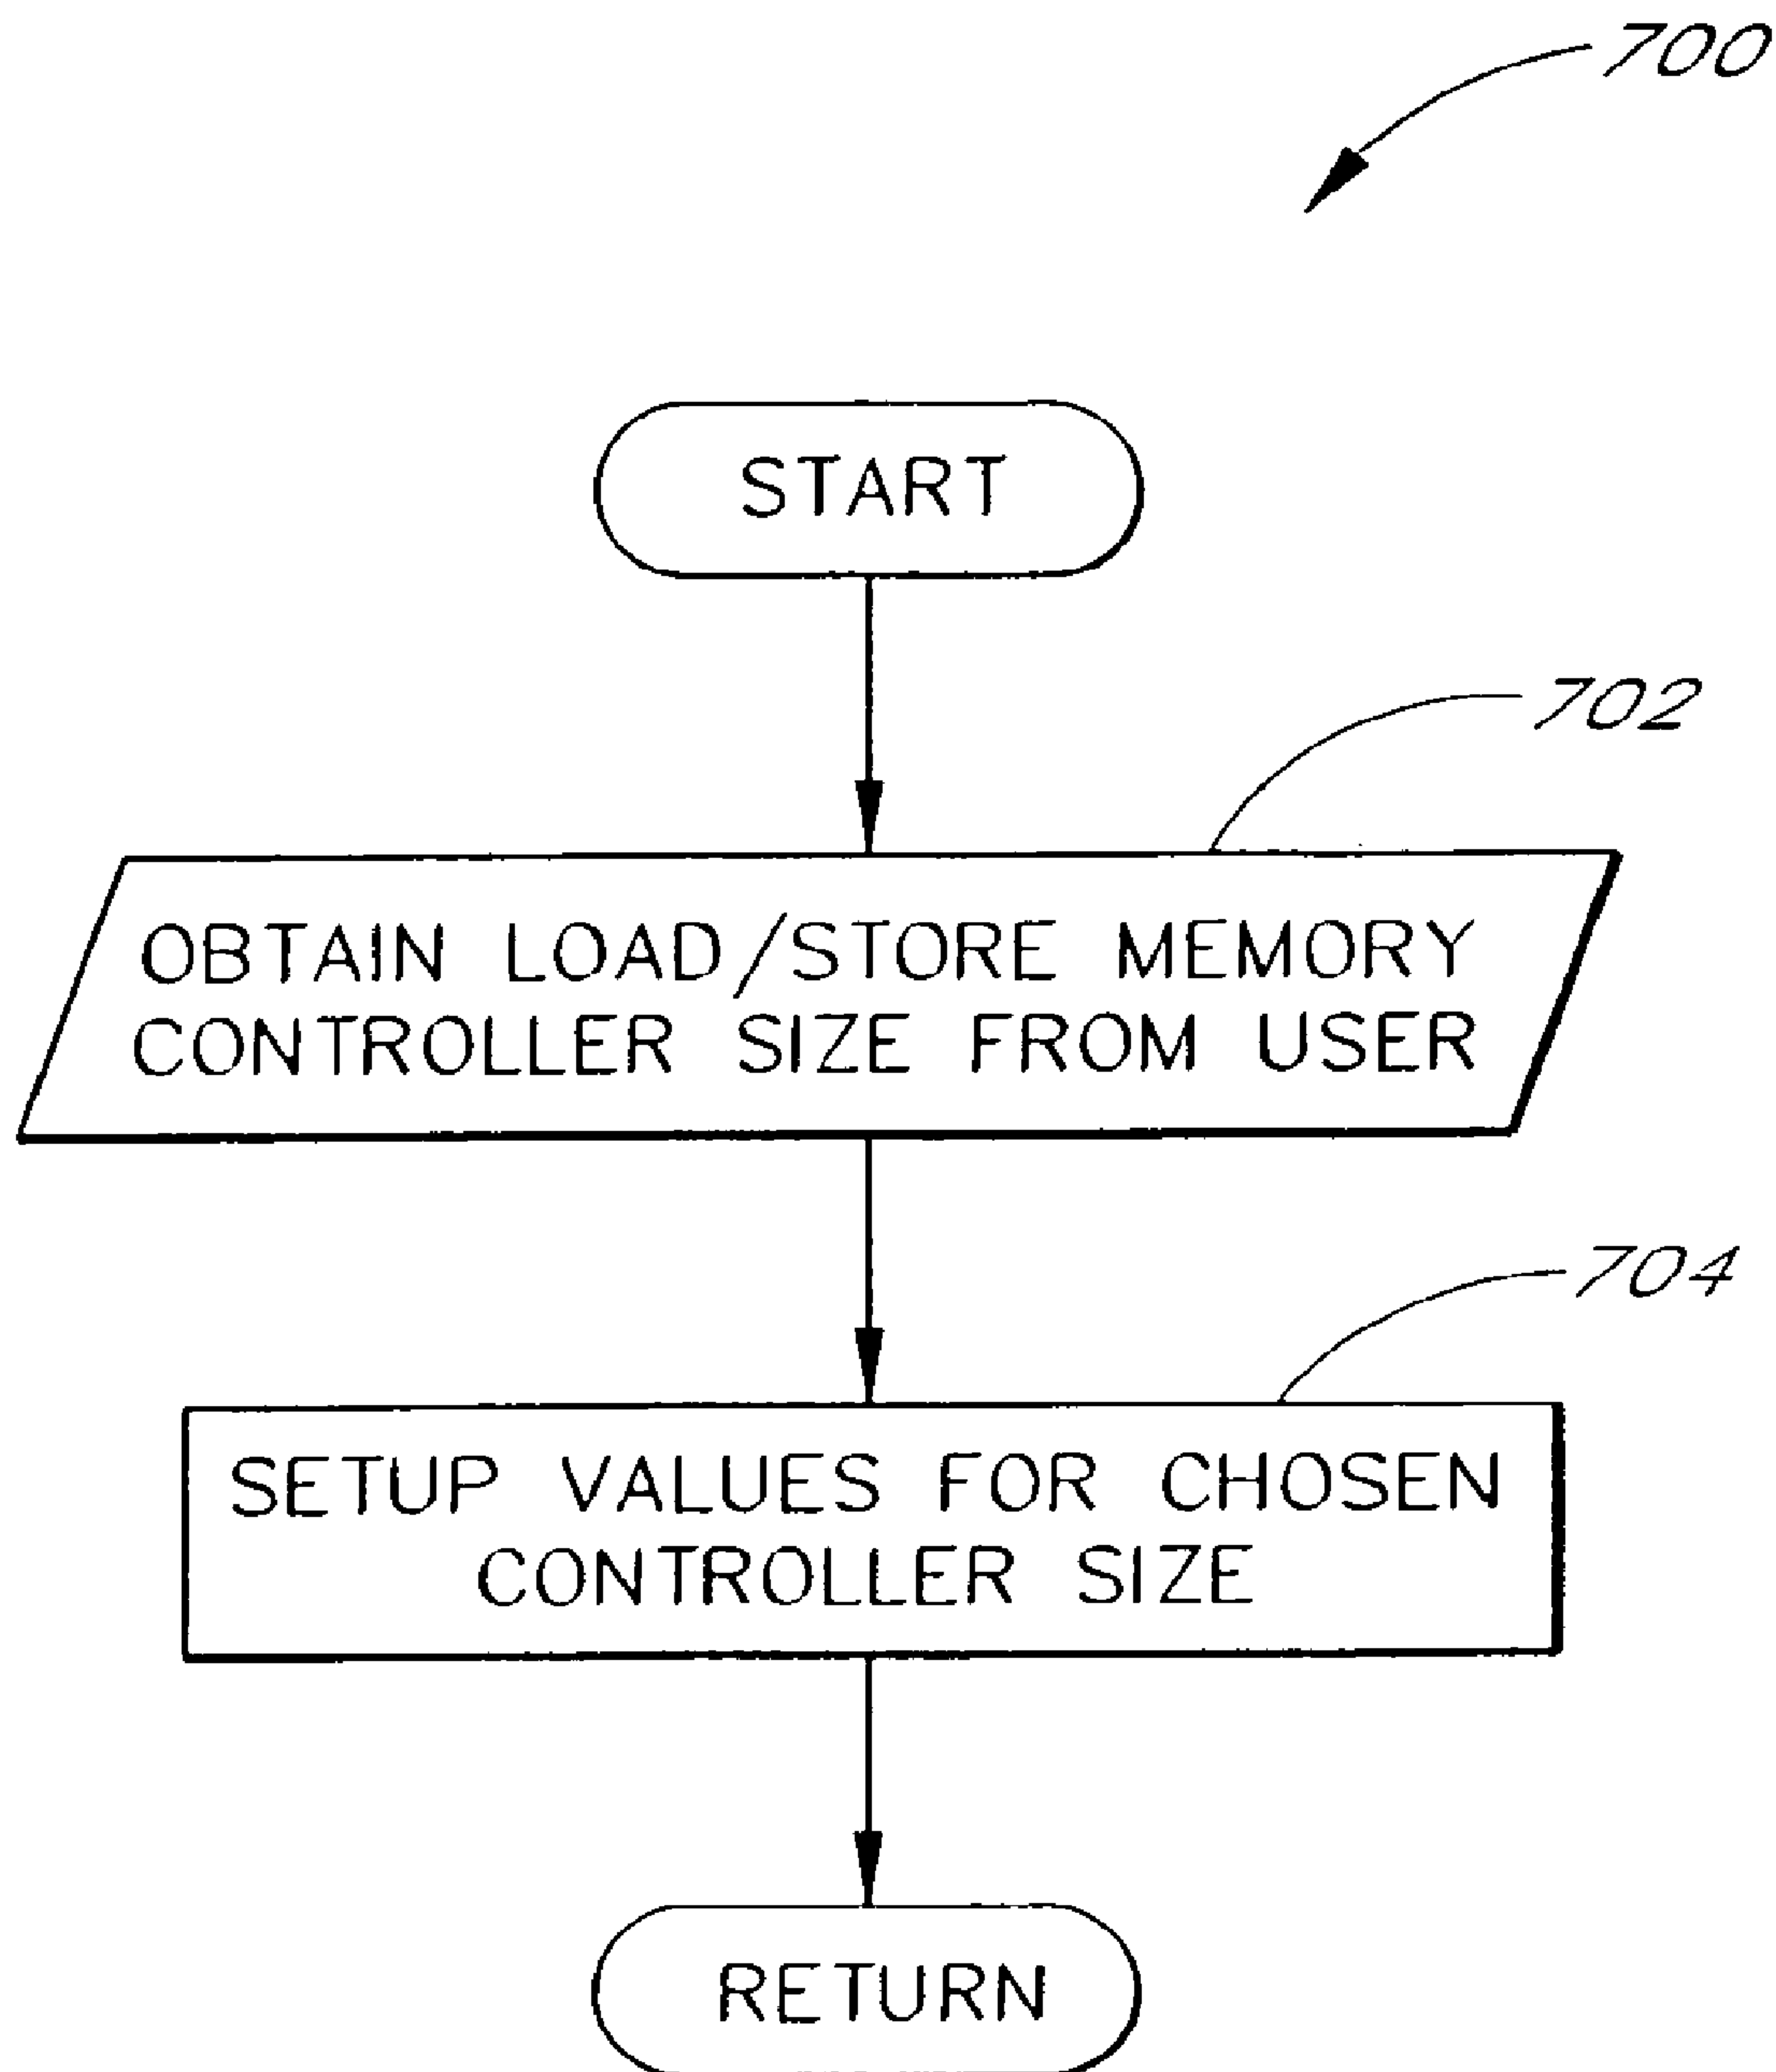 700
START
702
OBTAIN LOAD/STORE MEMORY
CONTROLLER SIZE FROM USER
704
SETUP VALUES FOR CHOSEN
CONTROLLER SIZE
RETURN